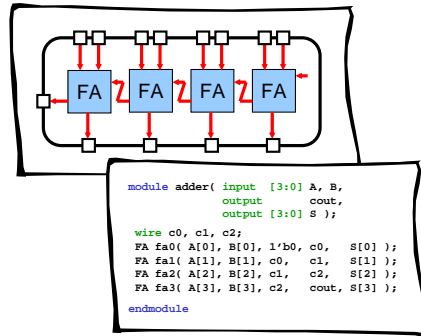 FA FA FA FA
module adder( input [3:0] A, B,
output cout,
output [3:0] S );
wire c0, c1, c2;
FA fa0( A[0], B[0], 1’b0, c0, S[0] );
FA fa1( A[1], B[1], c0, c1, S[1] );
FA fa2( A[2], B[2], c1, c2, S[2] );
FA fa3( A[3], B[3], c2, cout, S[3] );
endmodule